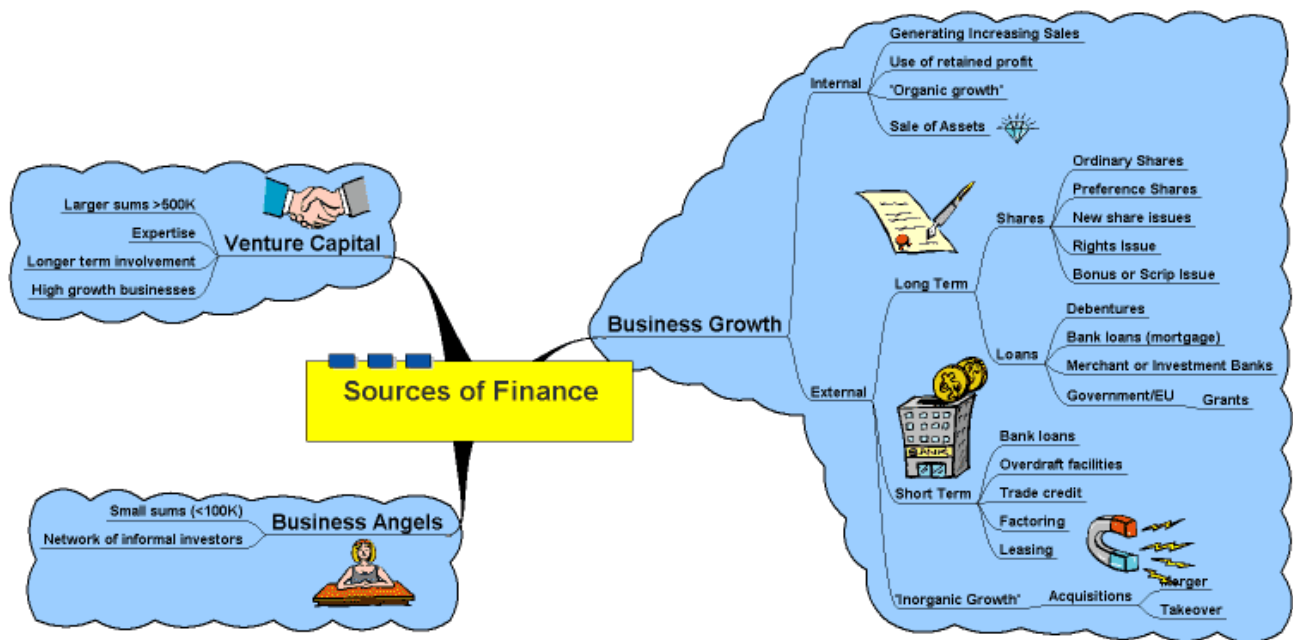 Sources of Finance
Venture Capital
Larger sums >500K
Expertise
Longer term involvement
High growth businesses
Business Angels
Small sums (<100K)
Network of informal investors
Business Growth
Internal
Generating Increasing Sales
Use of retained profit
"Organic growth"
Sale of Assets
External
Long Term
Shares
Ordinary Shares
Preference Shares
New share issues
Rights Issue
Bonus or Scrip Issue
Loans
Debentures
Bank loans (mortgage)
Merchant or Investment Banks
Government/EU
Grants
BANK
Short Term
Bank loans
Overdraft facilities
Trade credit
Factoring
Leasing
"Inorganic Growth"
Acquisitions
Merger
Takeover